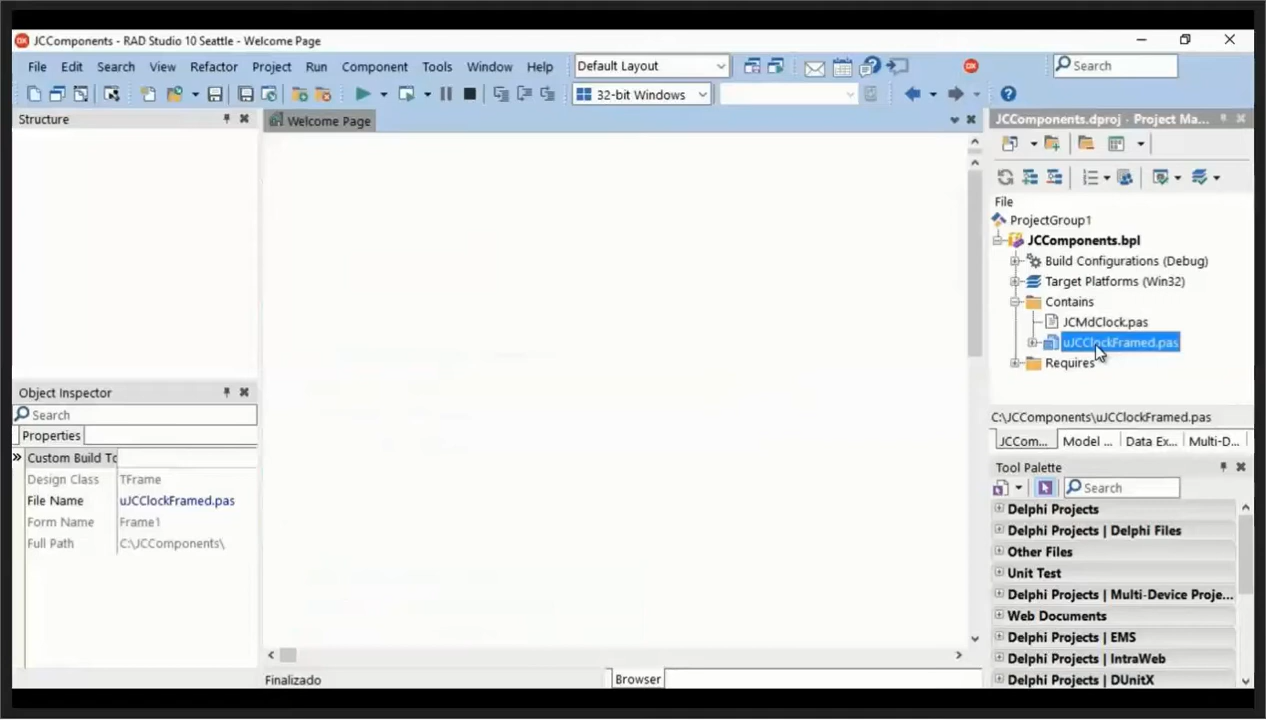 JCComponents - RAD Studio 10 Seattle - Welcome Page
File Edit Search View Refactor Project Run Component Tools Window Help Default Layout Search
32-bit Windows
Structure
Welcome Page
JCComponents.dproj - Project Ma...
File
ProjectGroup1
JCComponents.bpl
Build Configurations (Debug)
Target Platforms (Win32)
Contains
JCMdClock.pas
uJCClockFramed.pas
Requires
C:\JCComponents\uJCClockFramed.pas
JCCom... Model ... Data Ex... Multi-D...
Object Inspector
Search
Properties
Custom Build To
Design Class TFrame
File Name uJCClockFramed.pas
Form Name Frame1
Full Path C:\JCComponents\
Tool Palette
Search
Delphi Projects
Delphi Projects | Delphi Files
Other Files
Unit Test
Delphi Projects | Multi-Device Proje...
Web Documents
Delphi Projects | EMS
Delphi Projects | IntraWeb
Delphi Projects | DUnitX
Finalizado
Browser